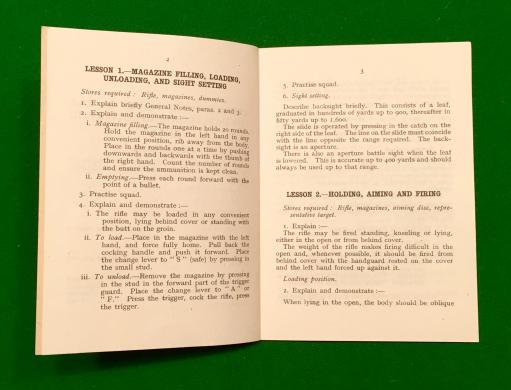 4
LESSON 1.—MAGAZINE FILLING, LOADING,
UNLOADING, AND SIGHT SETTING
Stores required: Rifle, magazines, dummies.
1. Explain briefly General Notes, paras. 2 and 3.
2. Explain and demonstrate :—
i. Magazine filling.—The magazine holds 20 rounds.
Hold the magazine in the left hand in any
convenient position, rib away from the body.
Place in the rounds one at a time by pushing
downwards and backwards with the thumb of
the right hand. Count the number of rounds
and ensure the ammunition is kept clean.
ii. Emptying.—Press each round forward with the
point of a bullet.
3. Practise squad.
4. Explain and demonstrate :—
i. The rifle may be loaded in any convenient
position, lying behind cover or standing with
the butt on the groin.
ii. To load.—Place in the magazine with the left
hand, and force fully home. Pull back the
cocking handle and push it forward. Place
the change lever to " S " (safe) by pressing in
the small stud.
iii. To unload.—Remove the magazine by pressing
in the stud in the forward part of the trigger
guard. Place the change lever to " A " or
" F." Press the trigger, cock the rifle, press
the trigger.
3
5. Practise squad.
6. Sight setting.
Describe backsight briefly. This consists of a leaf,
graduated in hundreds of yards up to 900, thereafter in
fifty yards up to 1,600.
The slide is operated by pressing in the catch on the
right side of the leaf. The line on the slide must coincide
with the line opposite the range required. The back-
sight is an aperture.
There is also an aperture battle sight when the leaf
is lowered. This is accurate up to 400 yards and should
always be used up to that range.
LESSON 2.—HOLDING, AIMING AND FIRING
Stores required: Rifle, magazines, aiming disc, repre-
sentative target.
1. Explain :—
The rifle may be fired standing, kneeling or lying,
either in the open or from behind cover.
The weight of the rifle makes firing difficult in the
open and, whenever possible, it should be fired from
behind cover with the handguard rested on the cover
and the left hand forced up against it.
Loading position.
2. Explain and demonstrate :—
When lying in the open, the body should be oblique